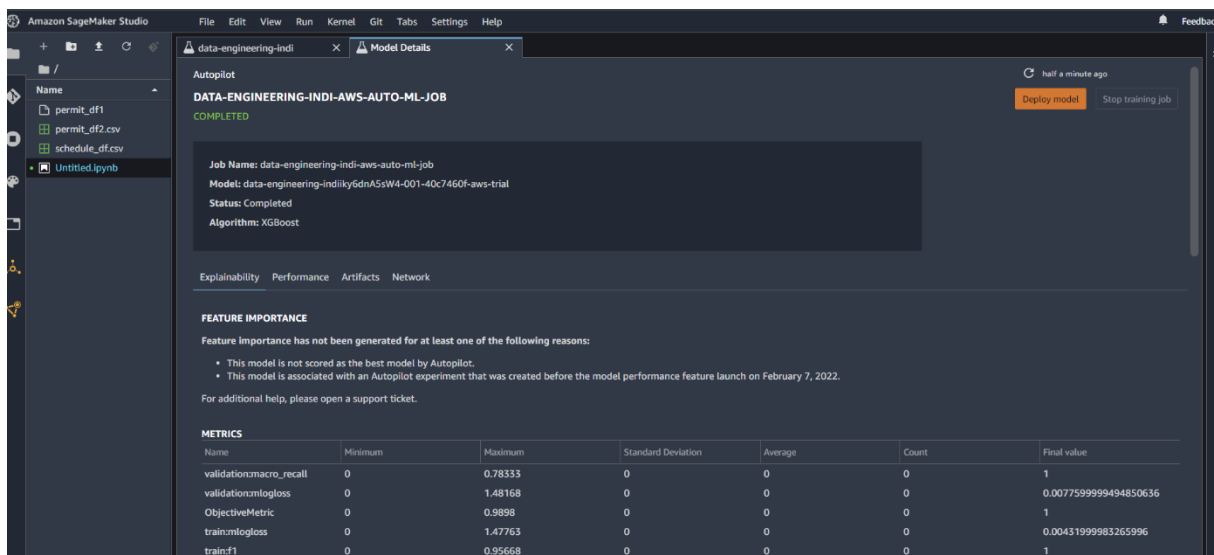 Amazon SageMaker Studio File Edit View Run Kernel Git Tabs Settings Help Feedbac
data-engineering-indi × Model Details ×
/
Name
permit_df1
permit_df2.csv
schedule_df.csv
Untitled.ipynb
Autopilot
half a minute ago
DATA-ENGINEERING-INDI-AWS-AUTO-ML-JOB
Deploy model Stop training job
COMPLETED
Job Name: data-engineering-indi-aws-auto-ml-job
Model: data-engineering-indiiky6dnA5sW4-001-40c7460f-aws-trial
Status: Completed
Algorithm: XGBoost
Explainability Performance Artifacts Network
FEATURE IMPORTANCE
Feature importance has not been generated for at least one of the following reasons:
• This model is not scored as the best model by Autopilot.
• This model is associated with an Autopilot experiment that was created before the model performance feature launch on February 7, 2022.
For additional help, please open a support ticket.
METRICS
Name Minimum Maximum Standard Deviation Average Count Final value
validation:macro_recall 0 0.78333 0 0 0 1
validation:mlogloss 0 1.48168 0 0 0 0.0077599999494850636
ObjectiveMetric 0 0.9898 0 0 0 1
train:mlogloss 0 1.47763 0 0 0 0.00431999983265996
train:f1 0 0.95668 0 0 0 1